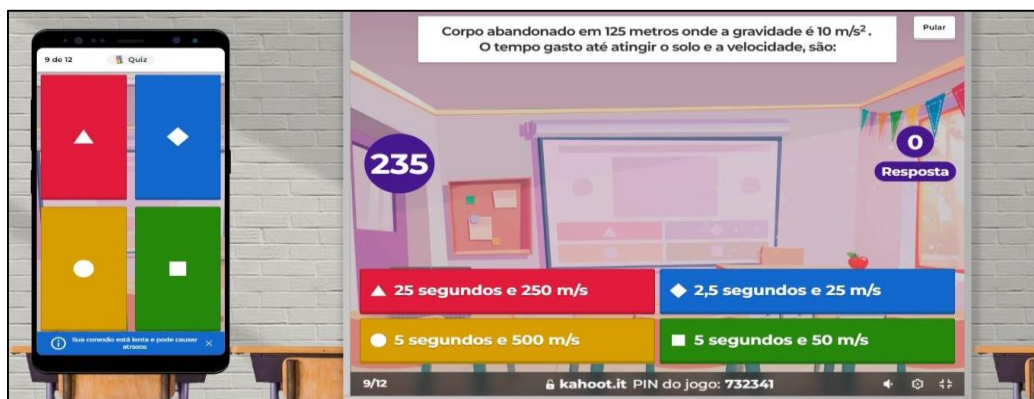 9 de 12
Quiz
Sua conexão está lenta e pode causar
atrasos
Corpo abandonado em 125 metros onde a gravidade é 10 m/s².
O tempo gasto até atingir o solo e a velocidade, são:
Pular
235
0
Resposta
25 segundos e 250 m/s
2,5 segundos e 25 m/s
5 segundos e 500 m/s
5 segundos e 50 m/s
9/12
kahoot.it PIN do jogo: 732341